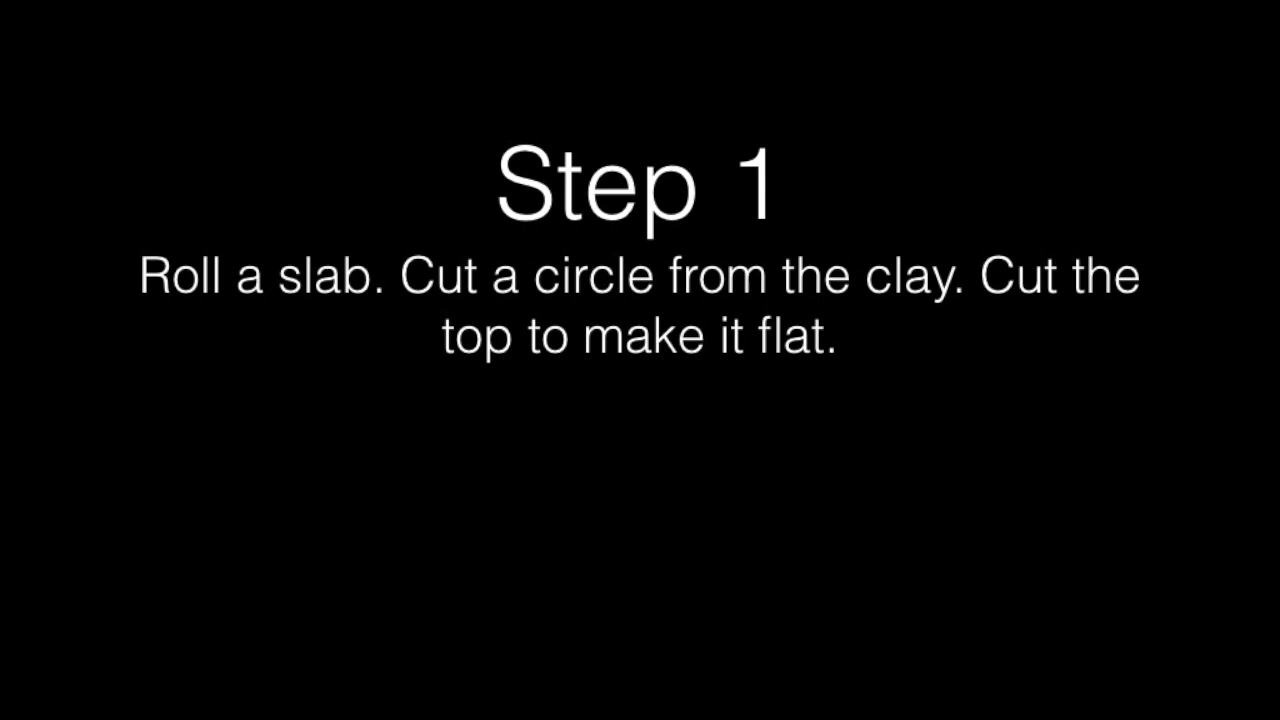 Step 1
Roll a slab. Cut a circle from the clay. Cut the
top to make it flat.